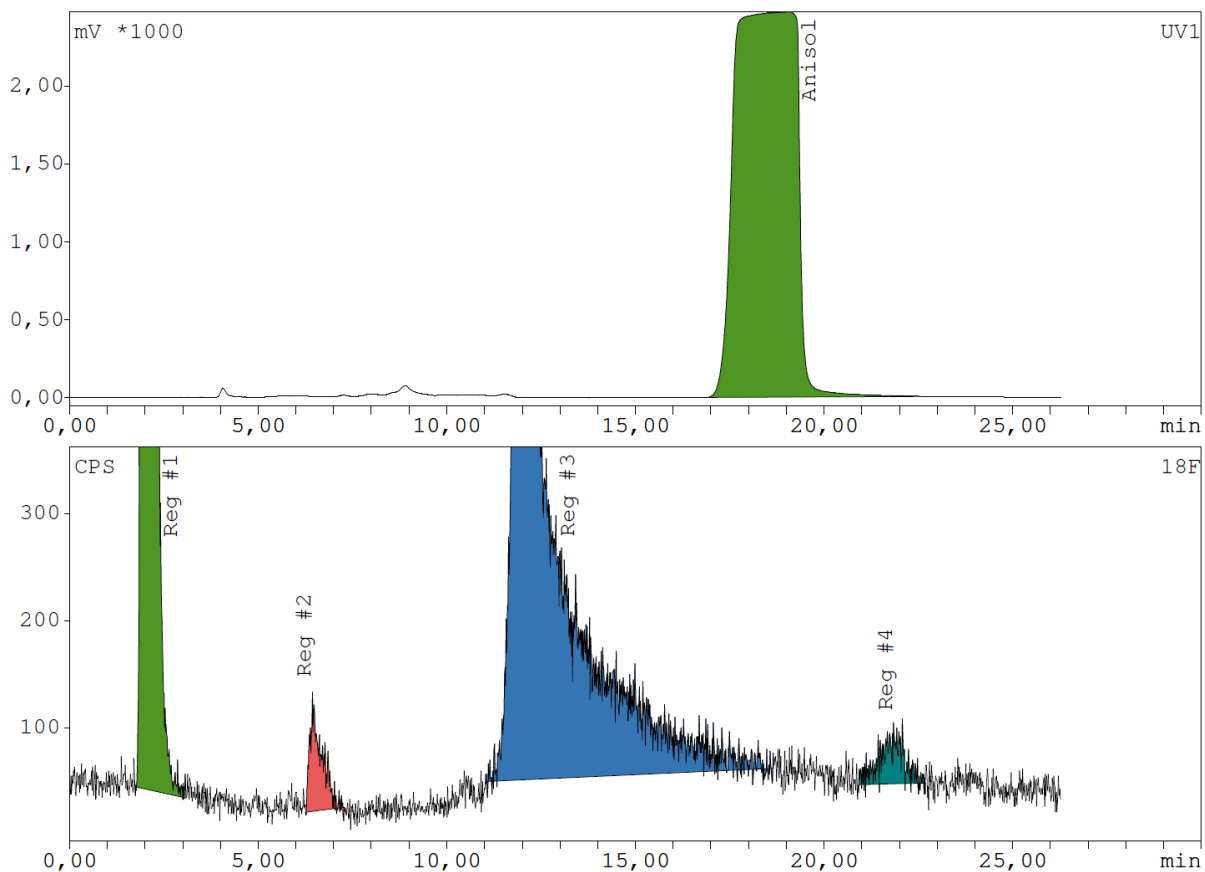 mV *1000
UV1
Anisol
2,00
1,50
1,00
0,50
0,00
0,00 5,00 10,00 15,00 20,00 25,00 min
CPS
18F
Reg #1
Reg #2
Reg #3
Reg #4
300
200
100
0,00 5,00 10,00 15,00 20,00 25,00 min